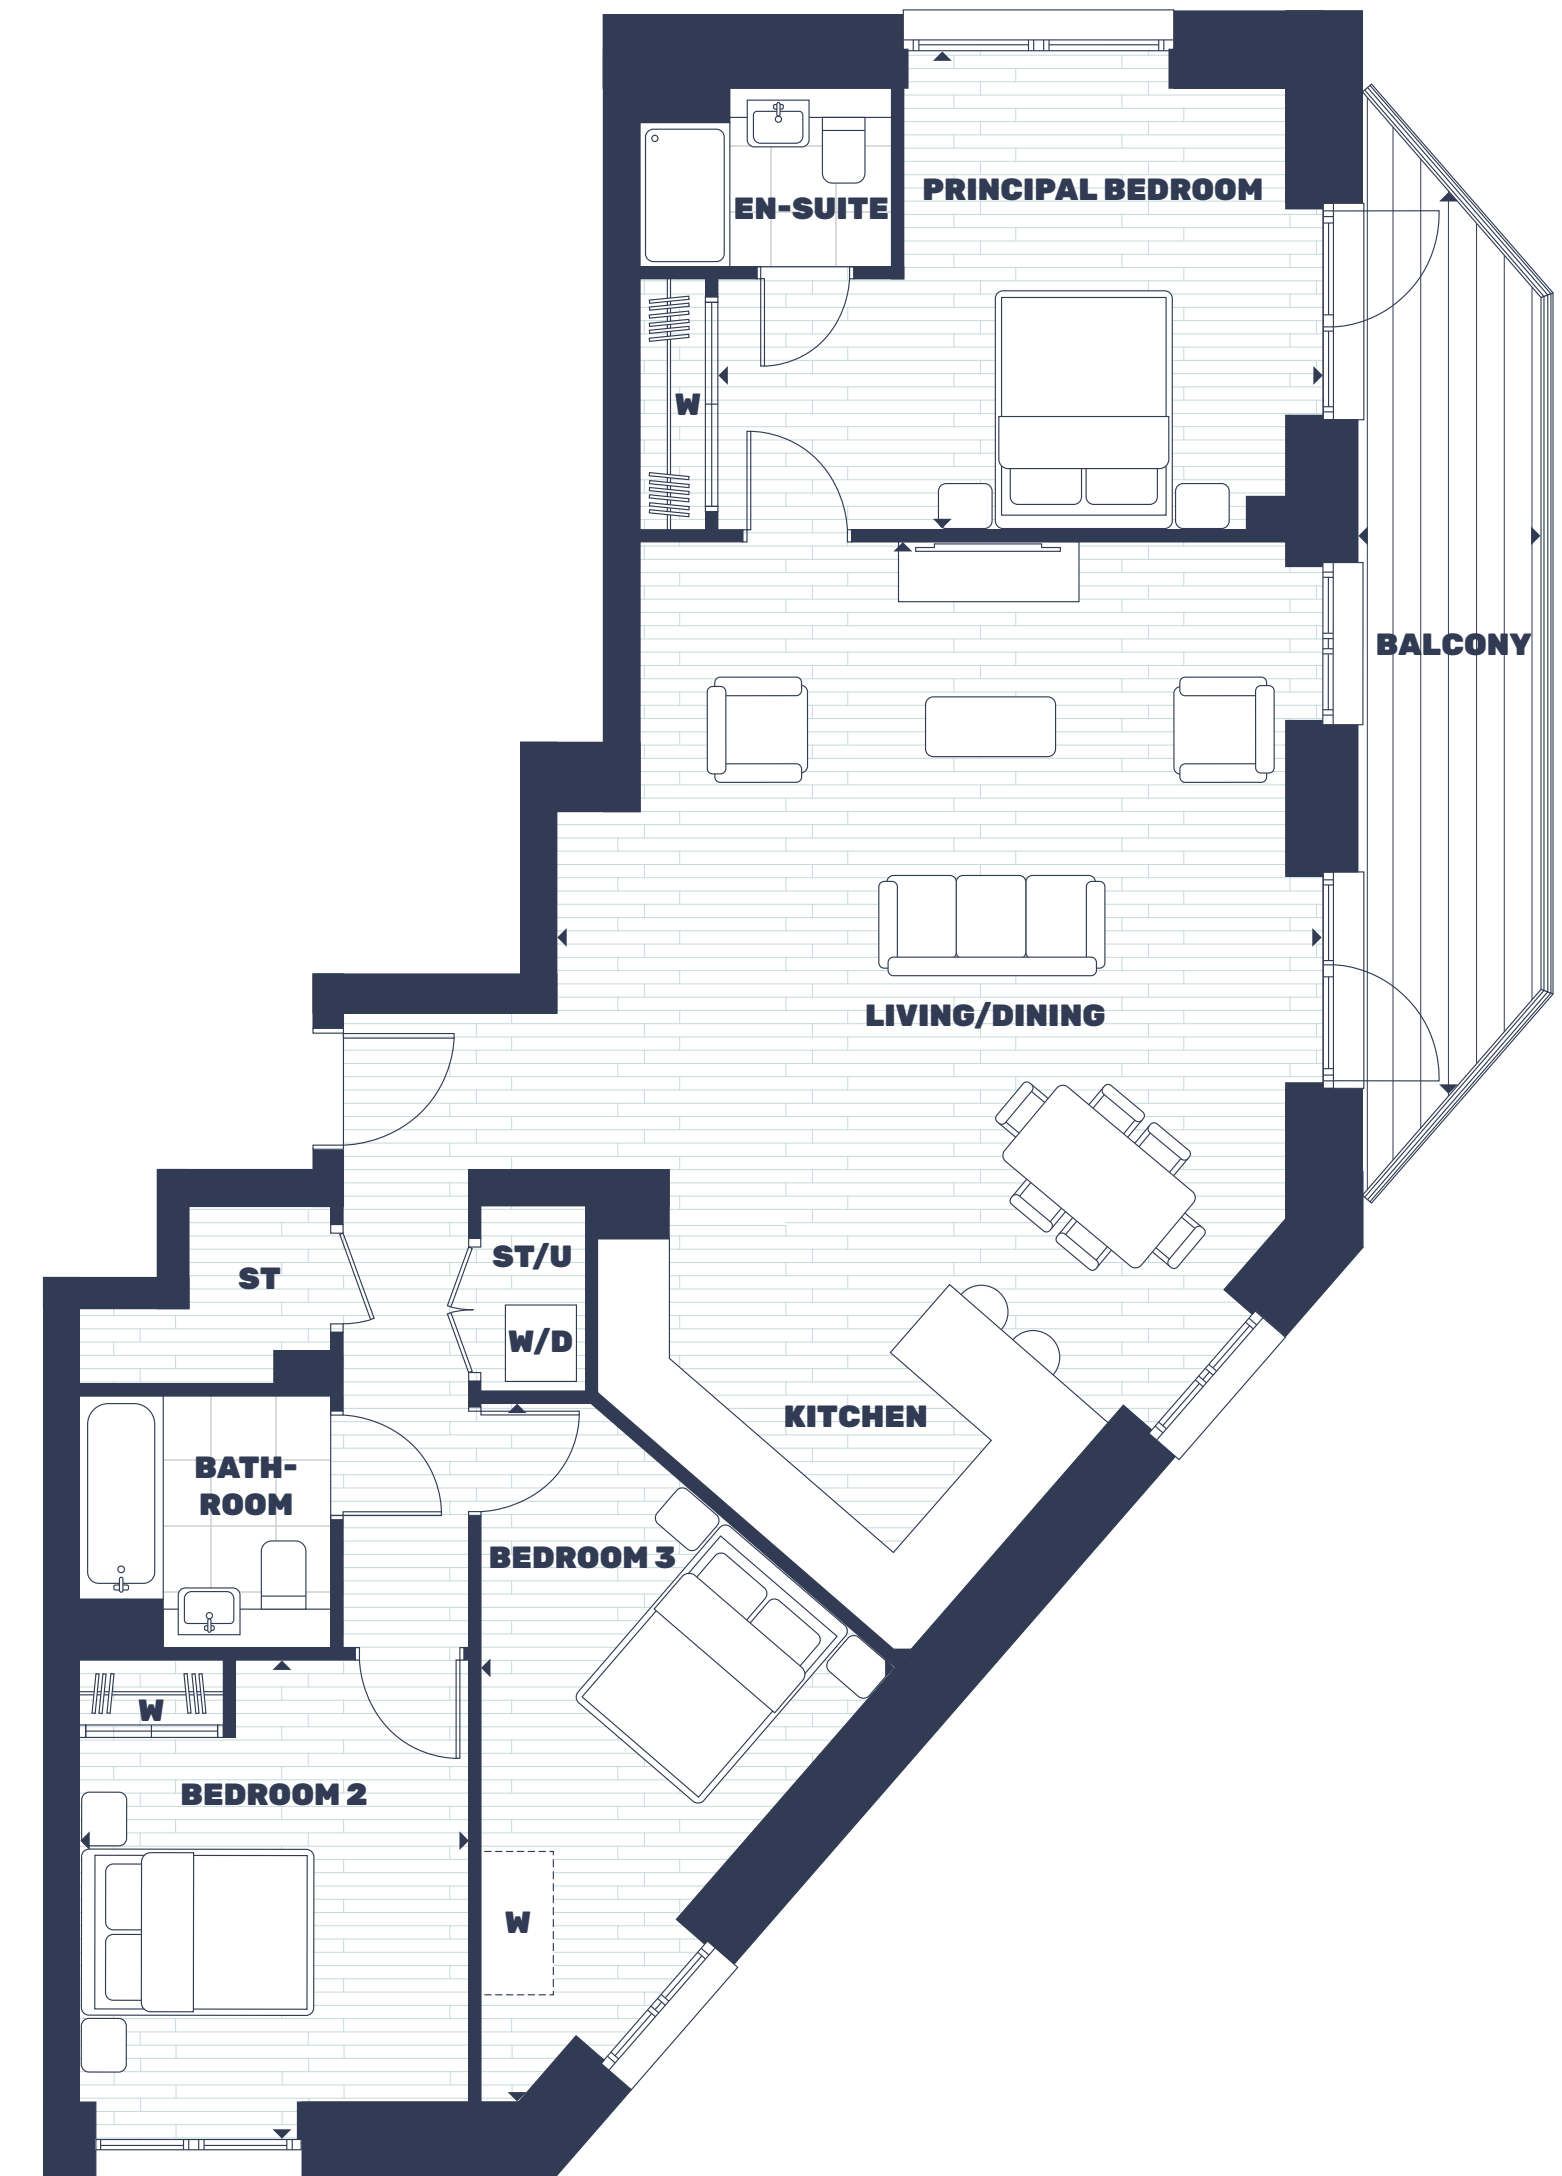 PRINCIPAL BEDROOM
EN-SUITE
W
BALCONY
LIVING/DINING
ST/U
ST
W/D
KITCHEN
BATH-
ROOM
BEDROOM 3
W
BEDROOM 2
W